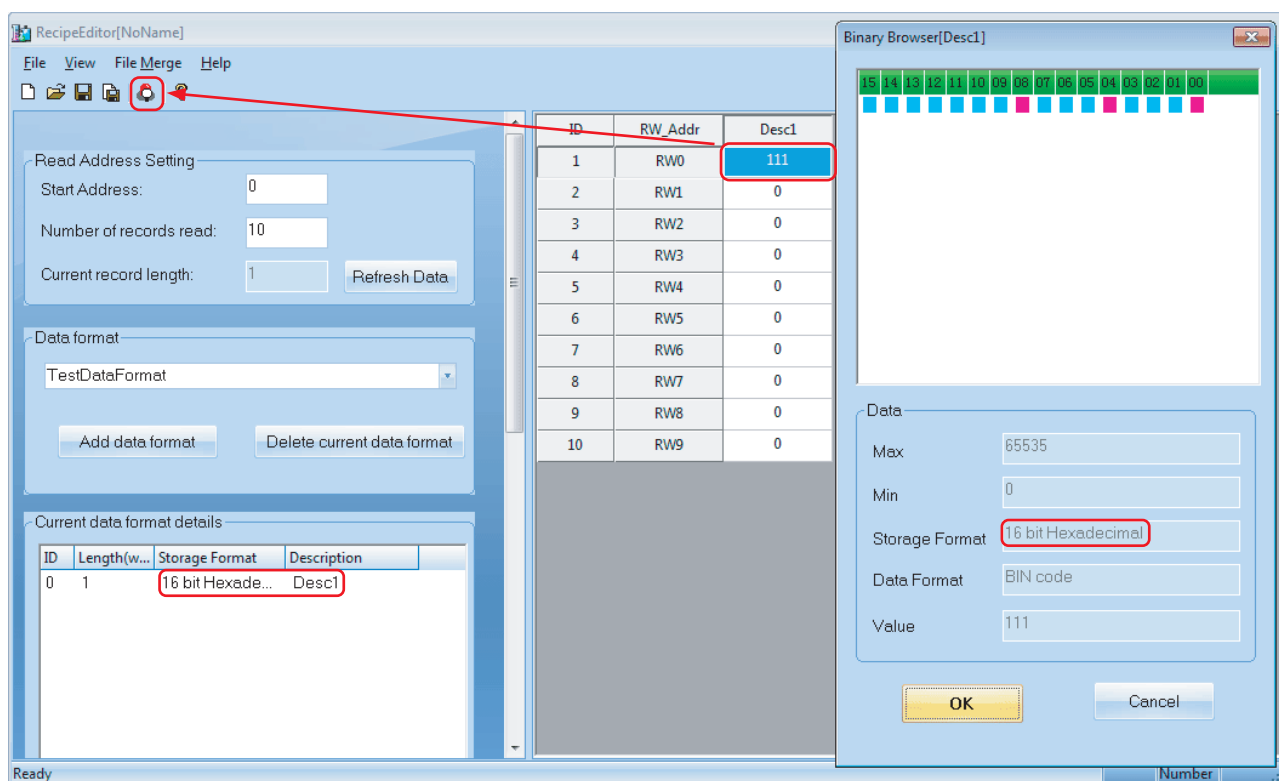 RecipeEditor[NoName]
File View File Merge Help
Read Address Setting
Start Address: 0
Number of records read: 10
Current record length: 1 Refresh Data
Data format
TestDataFormat
Add data format Delete current data format
Current data format details
ID Length(w... Storage Format Description
0 1 16 bit Hexade... Desc1
ID RW_Addr Desc1
1 RW0 111
2 RW1 0
3 RW2 0
4 RW3 0
5 RW4 0
6 RW5 0
7 RW6 0
8 RW7 0
9 RW8 0
10 RW9 0
Binary Browser[Desc1]
15 14 13 12 11 10 09 08 07 06 05 04 03 02 01 00
Data
Max 65535
Min 0
Storage Format 16 bit Hexadecimal
Data Format BIN code
Value 111
OK Cancel
Ready Number